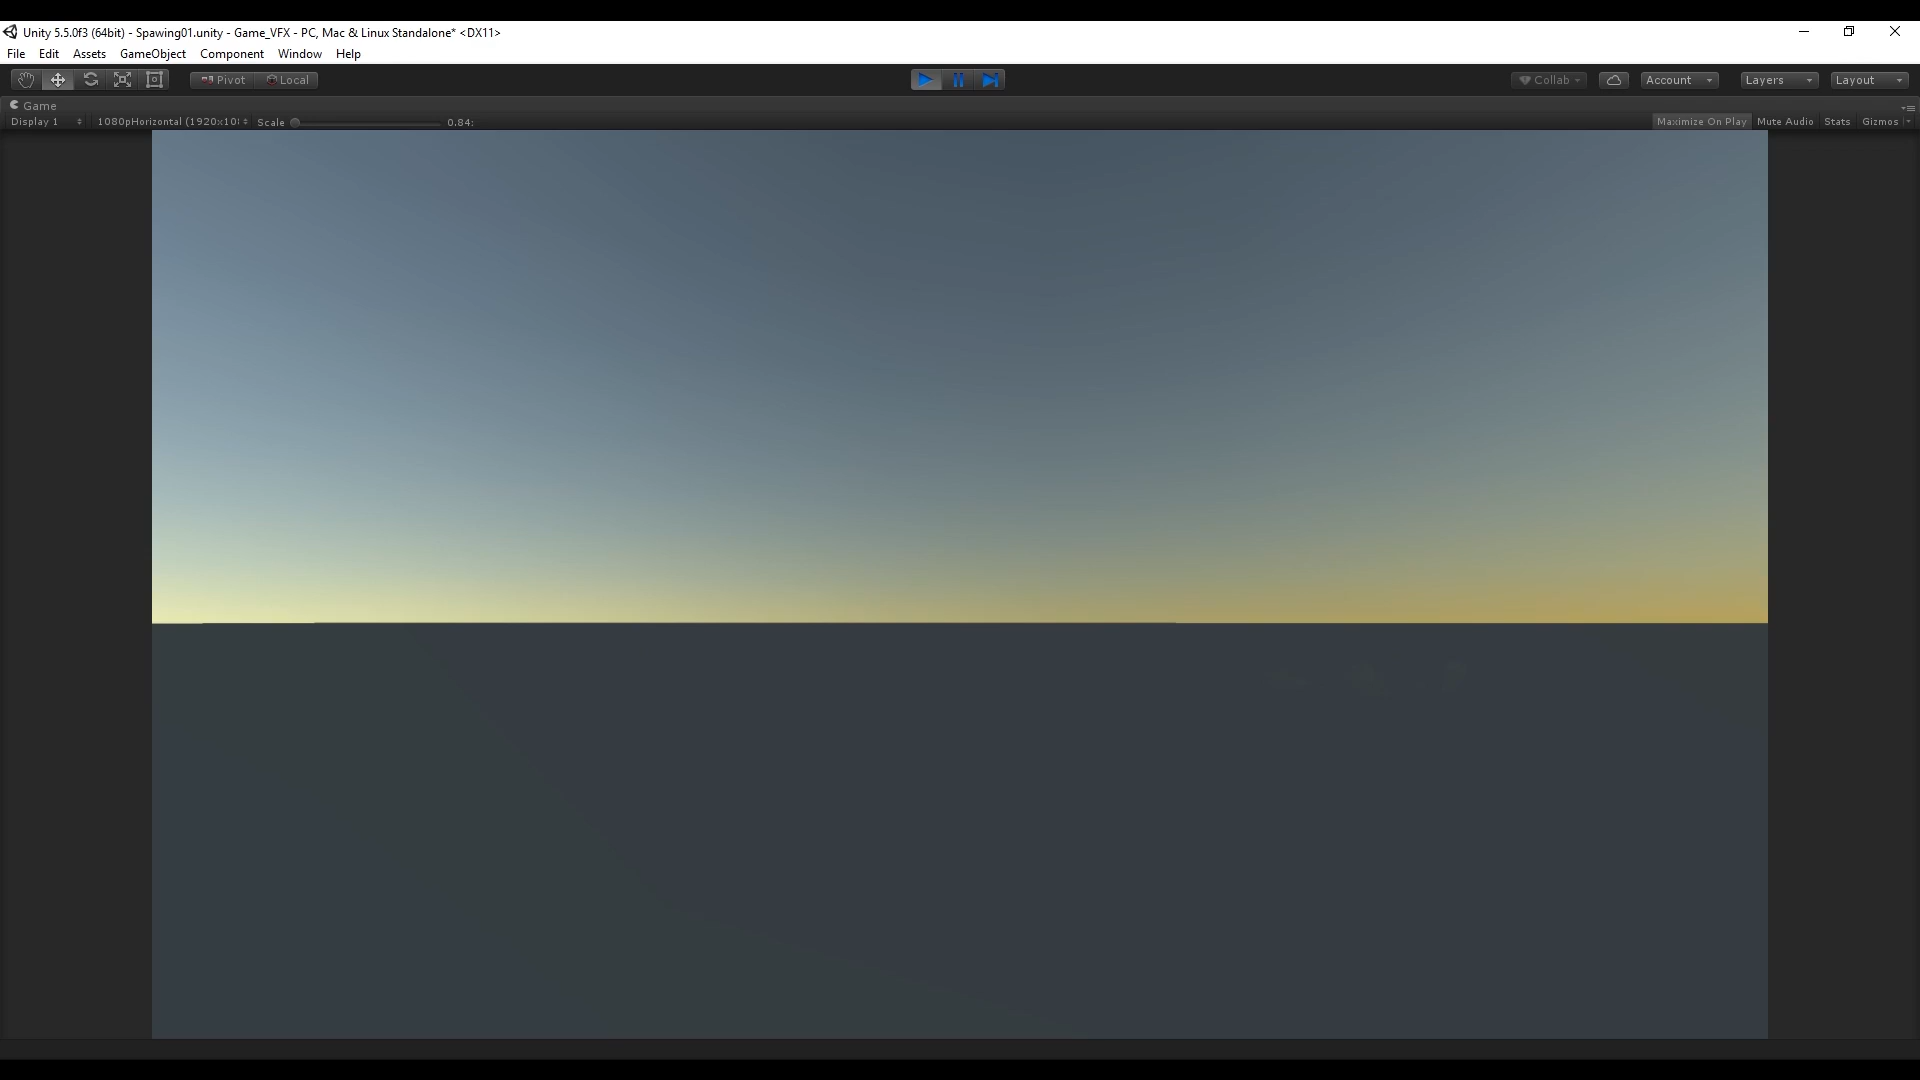 Unity 5.5.0f3 (64bit) - Spawing01.unity - Game_VFX - PC, Mac & Linux Standalone* <DX11>
File Edit Assets GameObject Component Window Help
Pivot Local Collab Account Layers Layout
Game
Display 1 1080pHorizontal (1920x10 Scale 0.84 Maximize On Play Mute Audio Stats Gizmos